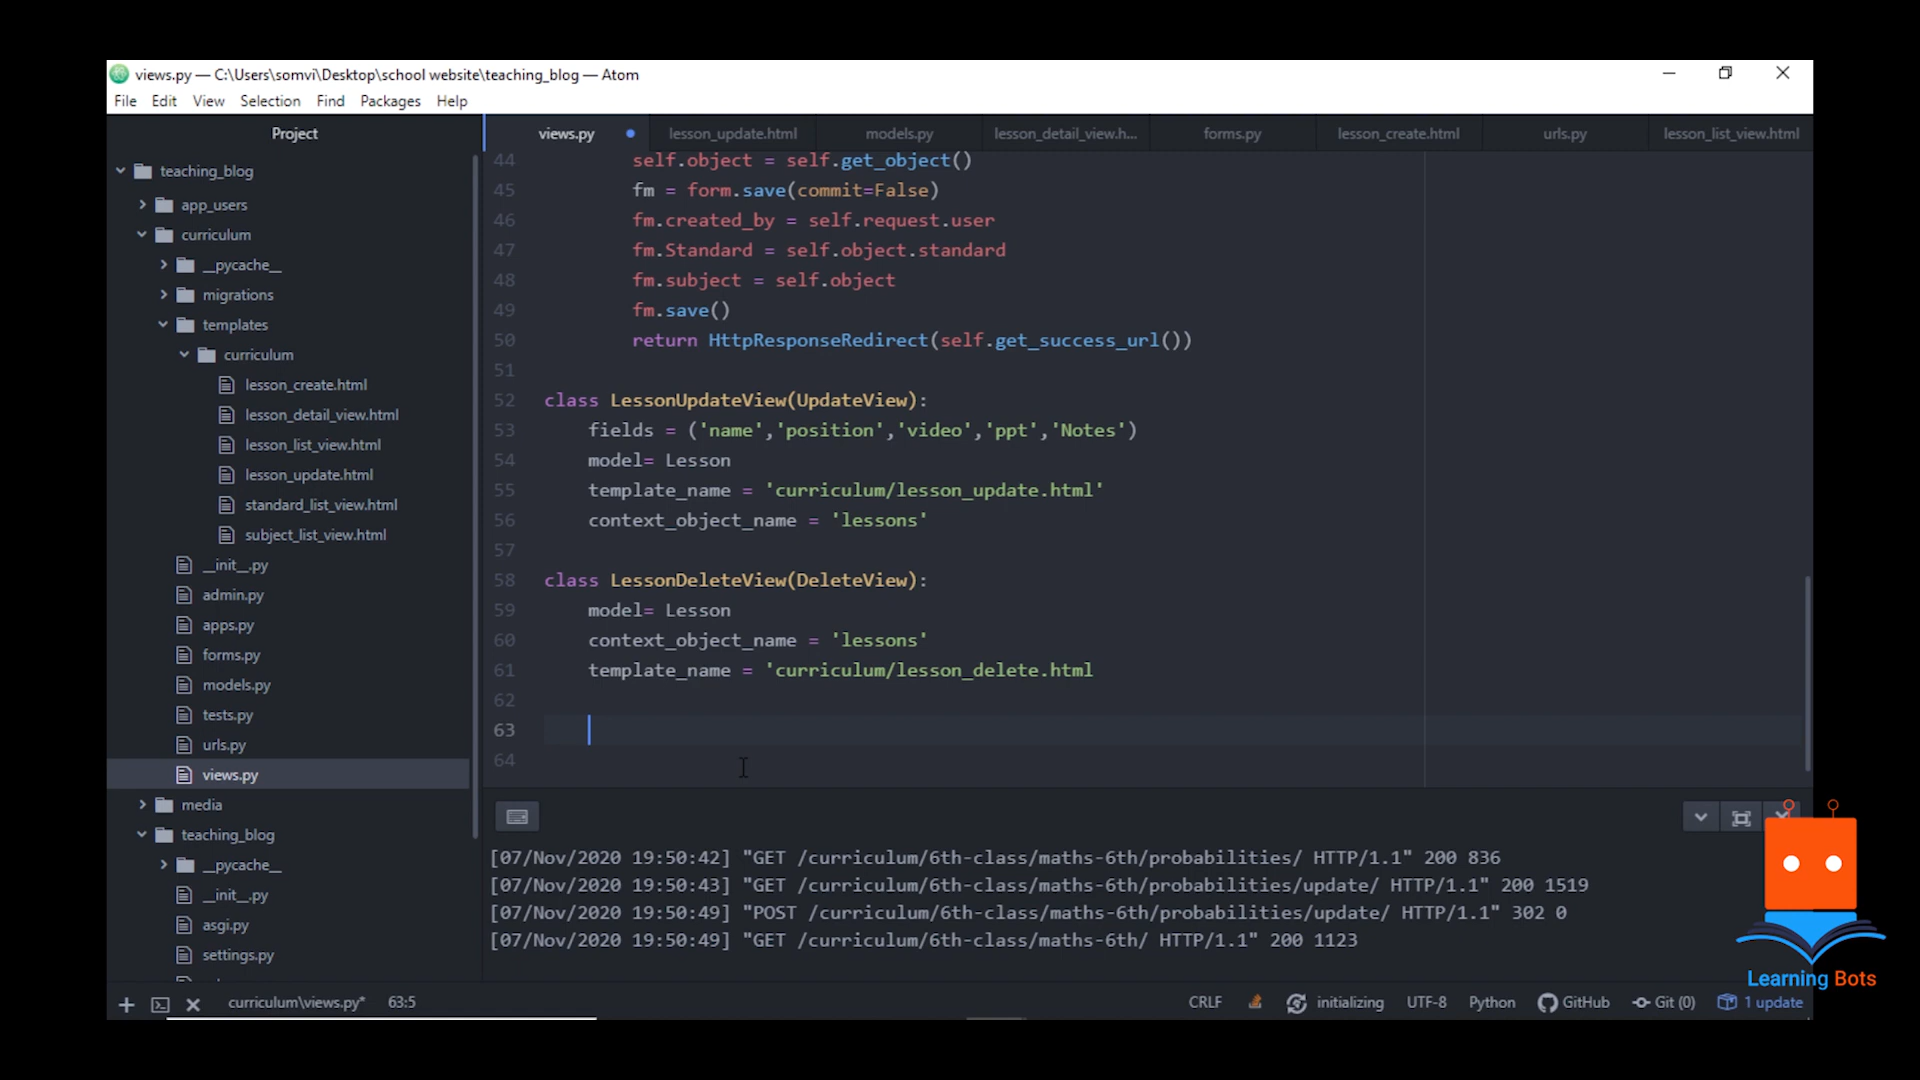 views.py — C:\Users\somvi\Desktop\school website\teaching_blog — Atom
File Edit View Selection Find Packages Help
Project
views.py lesson_update.html models.py lesson_detail_view.h... forms.py lesson_create.html urls.py lesson_list_view.html
teaching_blog
app_users
curriculum
__pycache__
migrations
templates
curriculum
lesson_create.html
lesson_detail_view.html
lesson_list_view.html
lesson_update.html
standard_list_view.html
subject_list_view.html
__init__.py
admin.py
apps.py
forms.py
models.py
tests.py
urls.py
views.py
media
teaching_blog
__pycache__
__init__.py
asgi.py
settings.py
44 self.object = self.get_object()
45 fm = form.save(commit=False)
46 fm.created_by = self.request.user
47 fm.Standard = self.object.standard
48 fm.subject = self.object
49 fm.save()
50 return HttpResponseRedirect(self.get_success_url())
51
52 class LessonUpdateView(UpdateView):
53 fields = ('name','position','video','ppt','Notes')
54 model= Lesson
55 template_name = 'curriculum/lesson_update.html'
56 context_object_name = 'lessons'
57
58 class LessonDeleteView(DeleteView):
59 model= Lesson
60 context_object_name = 'lessons'
61 template_name = 'curriculum/lesson_delete.html
62
63
64
[07/Nov/2020 19:50:42] "GET /curriculum/6th-class/maths-6th/probabilities/ HTTP/1.1" 200 836
[07/Nov/2020 19:50:43] "GET /curriculum/6th-class/maths-6th/probabilities/update/ HTTP/1.1" 200 1519
[07/Nov/2020 19:50:49] "POST /curriculum/6th-class/maths-6th/probabilities/update/ HTTP/1.1" 302 0
[07/Nov/2020 19:50:49] "GET /curriculum/6th-class/maths-6th/ HTTP/1.1" 200 1123
Learning Bots
curriculum\views.py* 63:5 CRLF initializing UTF-8 Python GitHub Git (0) 1 update